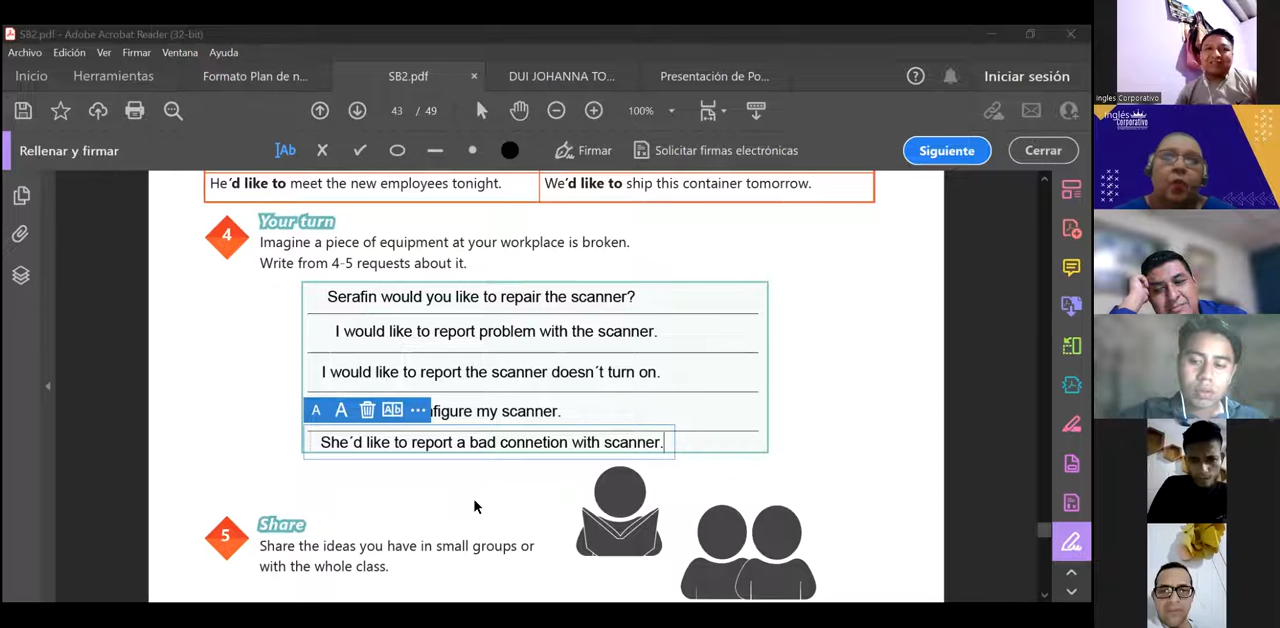 SB2.pdf - Adobe Acrobat Reader (32-bit)
Archivo Edición Ver Firmar Ventana Ayuda
Inicio Herramientas Formato Plan de n... SB2.pdf × DUI JOHANNA TO... Presentación de Po... Iniciar sesión
43 / 49 100%
Rellenar y firmar Ab Firmar Solicitar firmas electrónicas Siguiente Cerrar
He'd like to meet the new employees tonight. We'd like to ship this container tomorrow.
4 Your turn
Imagine a piece of equipment at your workplace is broken.
Write from 4-5 requests about it.
Serafin would you like to repair the scanner?
I would like to report problem with the scanner.
I would like to report the scanner doesn´t turn on.
A A Ab ... nfigure my scanner.
She´d like to report a bad connetion with scanner.
5 Share
Share the ideas you have in small groups or
with the whole class.
ingles Corporativo
Inglés
Corporativo